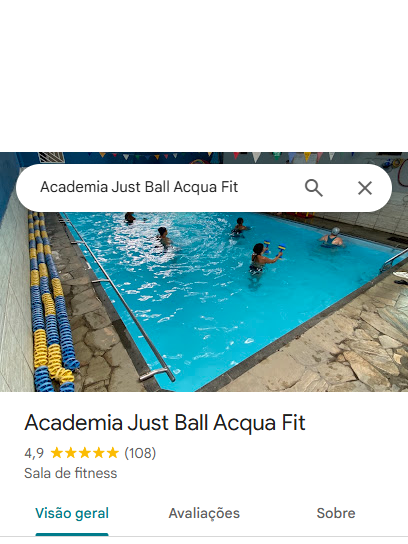 Academia Just Ball Acqua Fit
Academia Just Ball Acqua Fit
4,9 (108)
Sala de fitness
Visão geral Avaliações Sobre